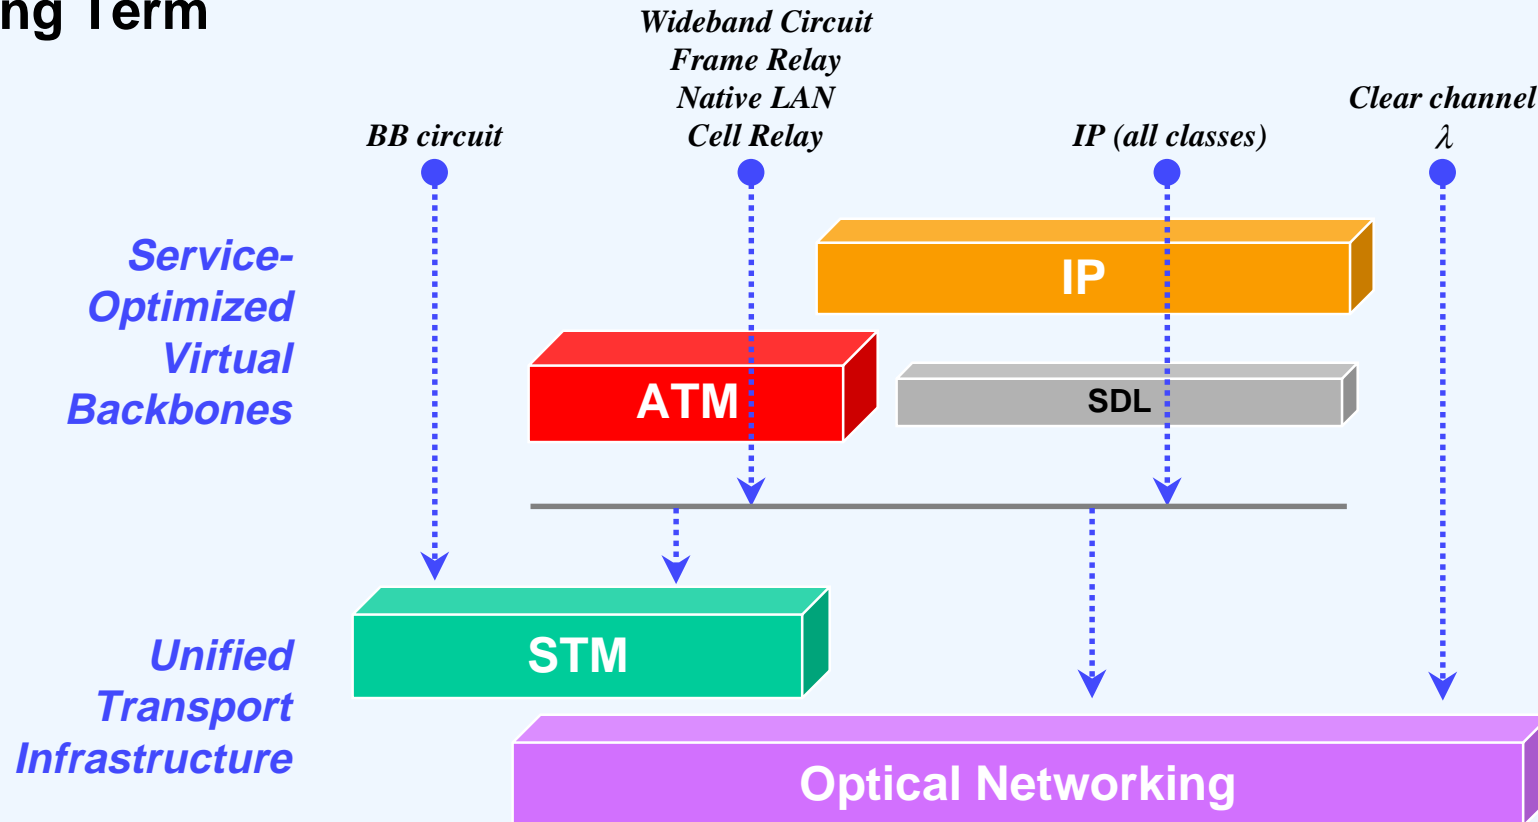 ng Term
Wideband Circuit
Frame Relay
Native LAN
Cell Relay
BB circuit
IP (all classes)
Clear channel
λ
Service-
Optimized
Virtual
Backbones
IP
ATM
SDL
Unified
Transport
Infrastructure
STM
Optical Networking